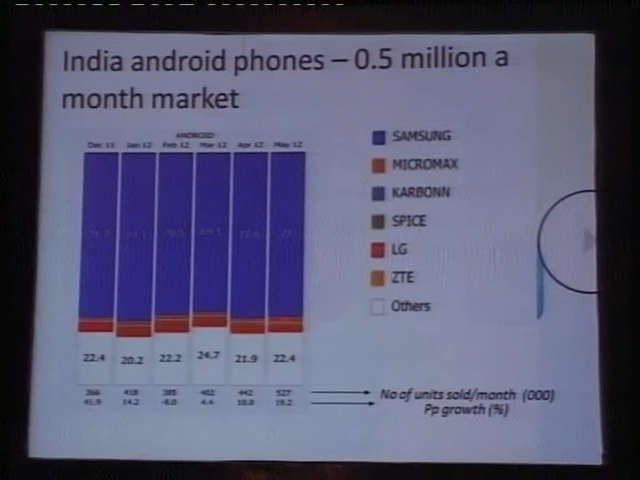 India android phones – 0.5 million a
month market
ANDROID
Dec 11 Jan 12 Feb 12 Mar 12 Apr 12 May 12
SAMSUNG
MICROMAX
KARBONN
SPICE
LG
ZTE
Others
22.4 20.2 22.2 24.7 21.9 22.4
366 418 385 402 442 527
41.9 14.2 -8.0 4.4 10.0 19.2
No of units sold/month (000)
Pp growth (%)